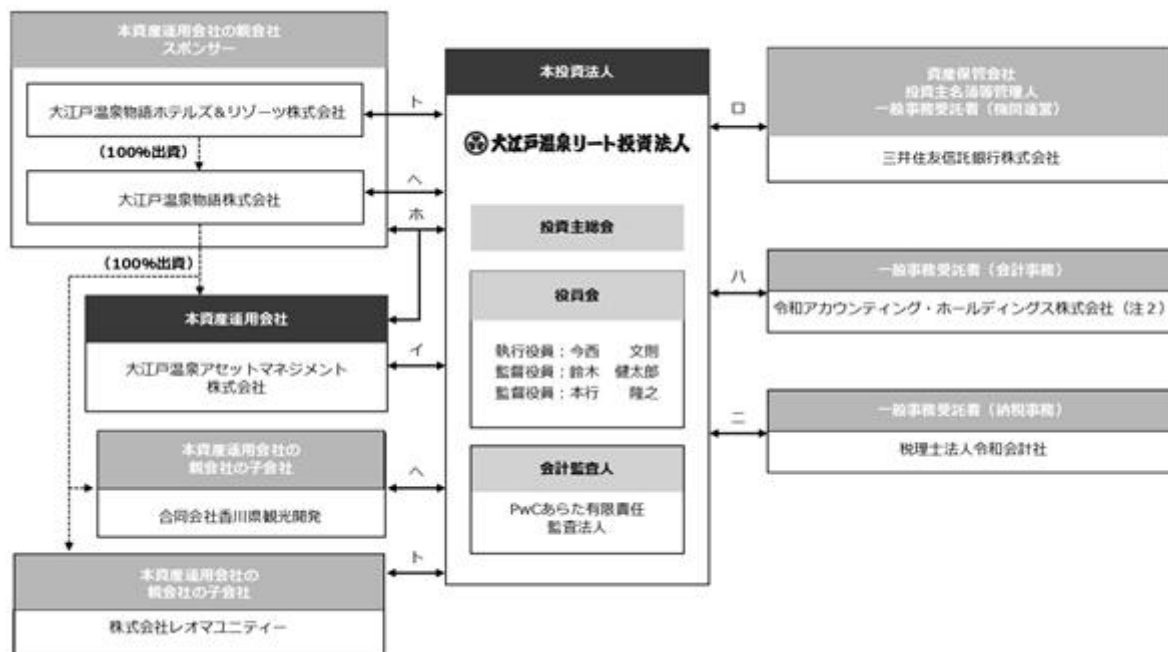 本資産運用会社の親会社
スポンサー
大江戸温泉物語ホテルズ&リゾーツ株式会社
(100%出資)
大江戸温泉物語株式会社
(100%出資)
本資産運用会社
大江戸温泉アセットマネジメント
株式会社
本資産運用会社の
親会社の子会社
合同会社香川県観光開発
本資産運用会社の
親会社の子会社
株式会社レオマユニティー
ト
ヘ
ホ
イ
ヘ
ト
本投資法人
大江戸温泉リート投資法人
投資主総会
役員会
執行役員：今西 文則
監督役員：鈴木 健太郎
監督役員：本行 隆之
会計監査人
PwCあらた有限責任
監査法人
ロ
ハ
ニ
資産保管会社
投資主名簿等管理人
一般事務受託者（機関運営）
三井住友信託銀行株式会社
一般事務受託者（会計事務）
令和アカウンティング・ホールディングス株式会社（注２）
一般事務受託者（納税事務）
税理士法人令和会計社